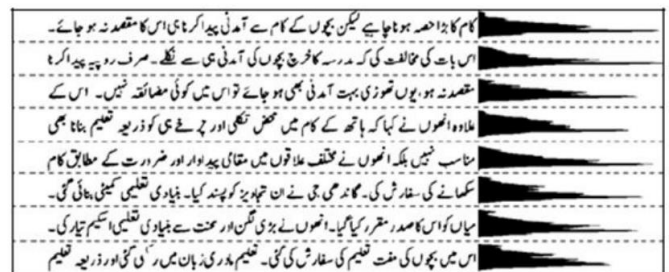 کام کا بڑا حصہ ہونا چاہیے لیکن بچوں کے کام سے آمدنی پیدا کرنا ہی اس کا مقصد نہ ہو جائے۔
اس بات کی مخالفت کی کہ مدرسہ کا خرچ بچوں کی آمدنی ہی سے نکلے۔ صرف روپیہ پیدا کرنا
مقصد نہ ہو، یوں تھوڑی بہت آمدنی بھی ہو جائے تو اس میں کوئی مضائقہ نہیں۔ اس کے
علاوہ انھوں نے کہا کہ ہاتھ کے کام میں محض تکلی اور چرخے ہی کو ذریعہ تعلیم بنانا بھی
مناسب نہیں بلکہ انھوں نے مختلف علاقوں میں مقامی پیداوار اور ضرورت کے مطابق کام
سکھانے کی سفارش کی۔ گاندھی جی نے ان تجاویز کو پسند کیا۔ بنیادی تعلیمی کمیٹی بنائی گئی۔
میاں کو اس کا صدر مقرر کیا گیا۔ انھوں نے بڑی لگن اور محنت سے بنیادی تعلیمی اسکیم تیار کی۔
اس میں بچوں کی مفت تعلیم کی سفارش کی گئی۔ تعلیم مادری زبان میں رکھی گئی اور ذریعہ تعلیم